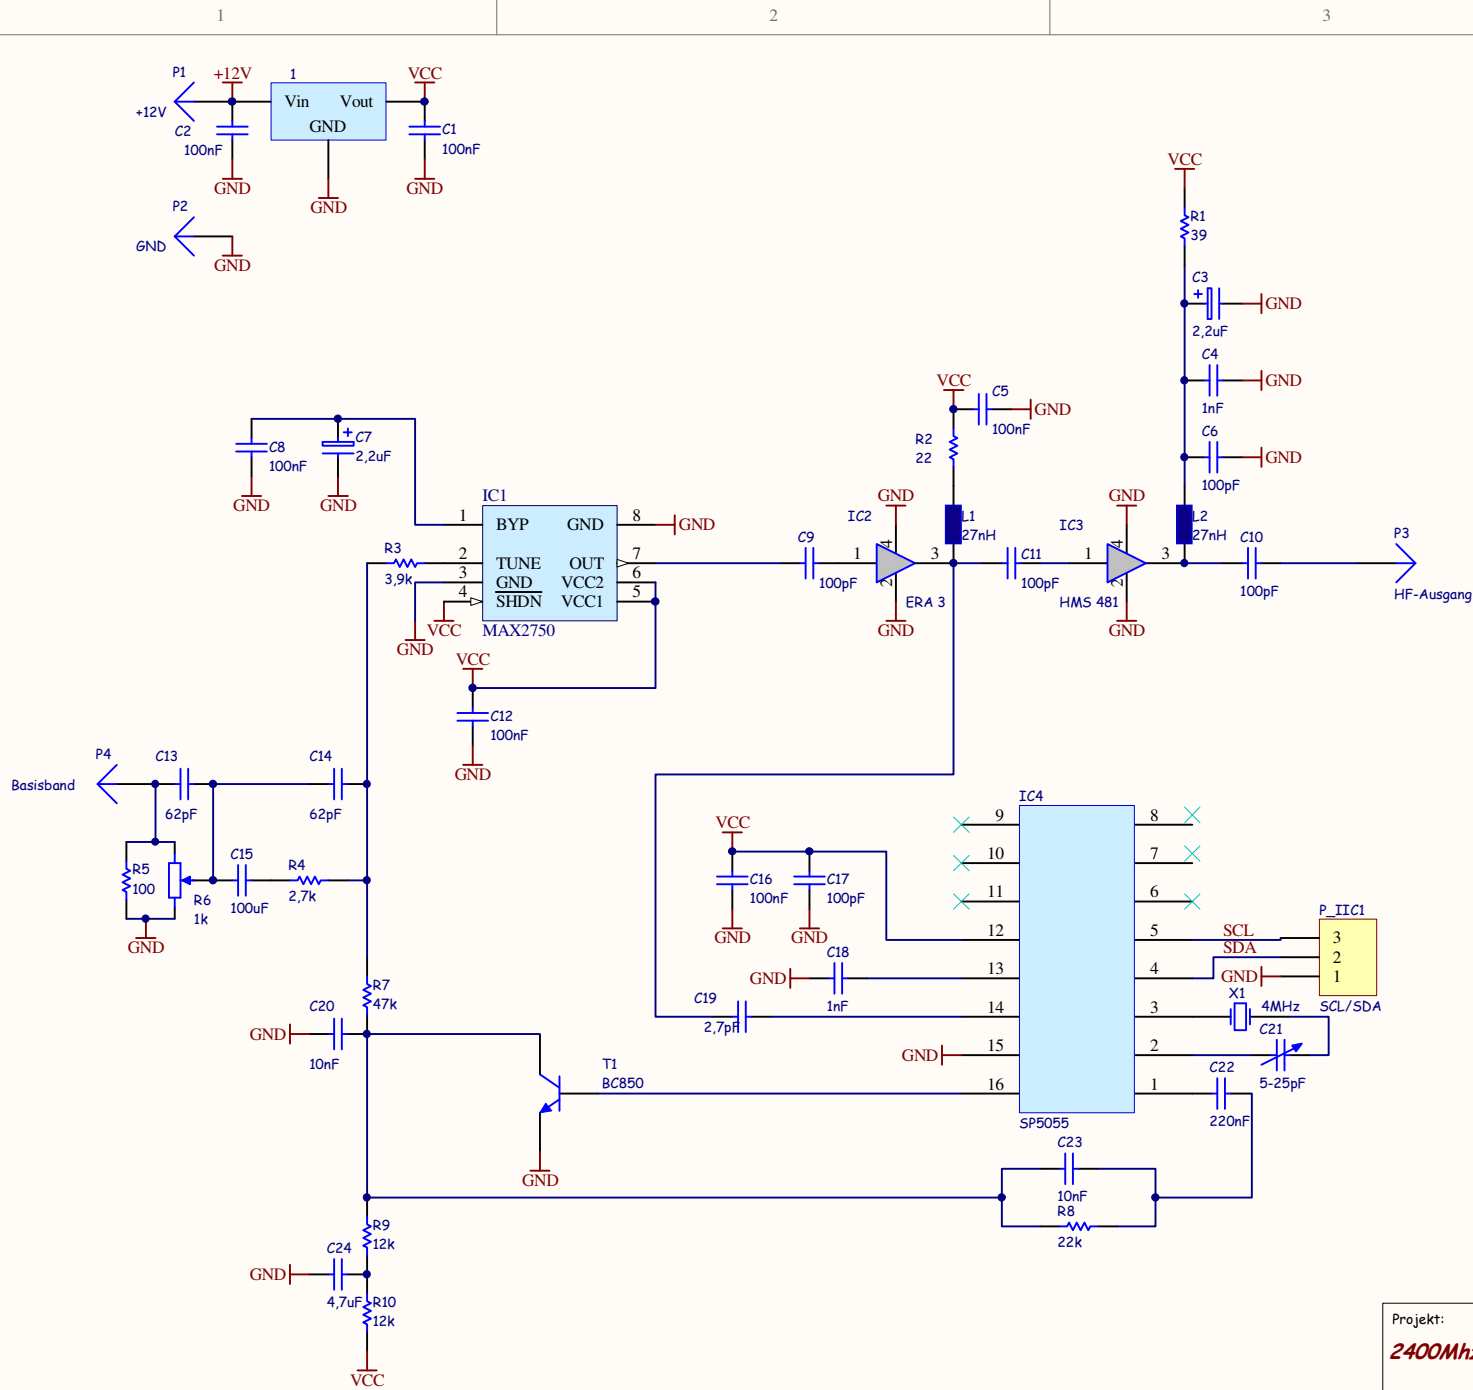 1 2 3
P1 +12V 1 VCC
Vin Vout
+12V GND
C2 100nF
C1 100nF
GND GND GND
P2
GND
GND
VCC
R1
39
C3
+
GND
2,2uF
C4
GND
1nF
C6
GND
100pF
VCC
C5
GND
100nF
R2
22
C8
100nF
+
C7
2,2uF
GND GND
IC1
1 BYP GND 8 GND
R3
3,9k
2 TUNE OUT 7
3 GND VCC2 6
4 SHDN VCC1 5
MAX2750
VCC
GND
C9
100pF
IC2
GND
1 4 2 3
ERA 3
GND
L1
27nH
C11
100pF
IC3
GND
1 4 2 3
HMS 481
GND
L2
27nH
C10
100pF
P3
HF-Ausgang
VCC
C12
100nF
GND
P4
Basisband
C13
62pF
C14
62pF
R5
100
R6
1k
C15
100uF
R4
2,7k
GND
R7
47k
C20
GND
10nF
VCC
C16
100nF
C17
100pF
GND GND
C18
GND
1nF
C19
2,7pF
GND
T1
BC850
GND
IC4
9 8
10 7
11 6
12 5
13 4
14 3
15 2
16 1
SP5055
SCL
SDA
GND
P_IIC1
3
2
1
SCL/SDA
X1
4MHz
C21
5-25pF
C22
220nF
C23
10nF
R8
22k
R9
12k
C24
GND
4,7uF
R10
12k
VCC
Projekt: